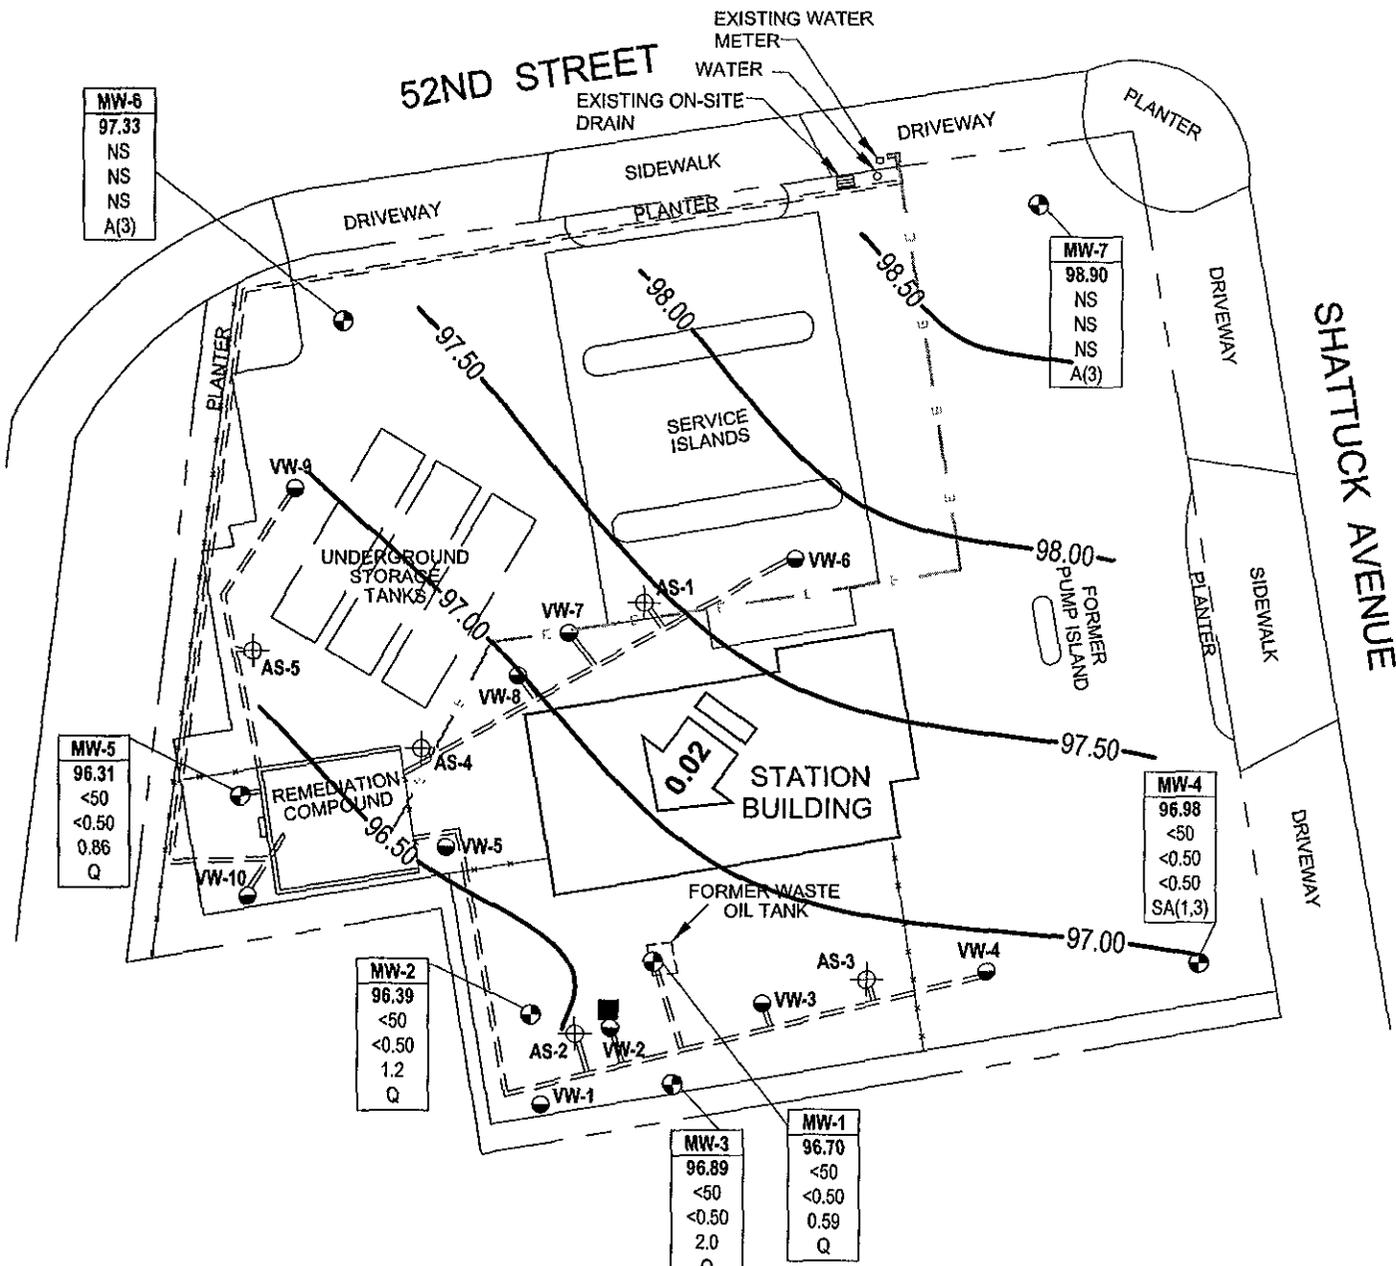 EXISTING WATER
METER
WATER
52ND STREET
EXISTING ON-SITE
DRAIN
DRIVEWAY
PLANTER
SIDEWALK
PLANTER
DRIVEWAY
MW-6
97.33
NS
NS
NS
A(3)
MW-7
98.90
NS
NS
NS
A(3)
98.50
98.00
97.50
DRIVEWAY
SHATTUCK AVENUE
PLANTER
SERVICE
ISLANDS
VW-9
UNDERGROUND
STORAGE
TANKS
97.00
VW-6
AS-1
VW-7
98.00
FORMER
PUMP ISLAND
PLANTER
SIDEWALK
AS-5
VW-8
AS-4
0.02
STATION
BUILDING
97.50
MW-5
96.31
<50
<0.50
0.86
Q
REMEDIATION
COMPOUND
96.50
VW-5
VW-10
MW-4
96.98
<50
<0.50
<0.50
SA(1,3)
DRIVEWAY
FORMER WASTE
OIL TANK
97.00
AS-3
VW-4
VW-3
MW-2
96.39
<50
<0.50
1.2
Q
AS-2
VW-2
VW-1
MW-3
96.89
<50
<0.50
2.0
MW-1
96.70
<50
<0.50
0.59
Q